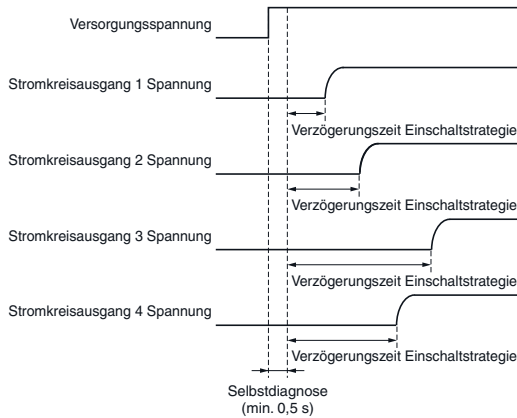 Versorgungsspannung
Stromkreisausgang 1 Spannung
Verzögerungszeit Einschaltstrategie
Stromkreisausgang 2 Spannung
Verzögerungszeit Einschaltstrategie
Stromkreisausgang 3 Spannung
Verzögerungszeit Einschaltstrategie
Stromkreisausgang 4 Spannung
Verzögerungszeit Einschaltstrategie
Selbstdiagnose
(min. 0,5 s)